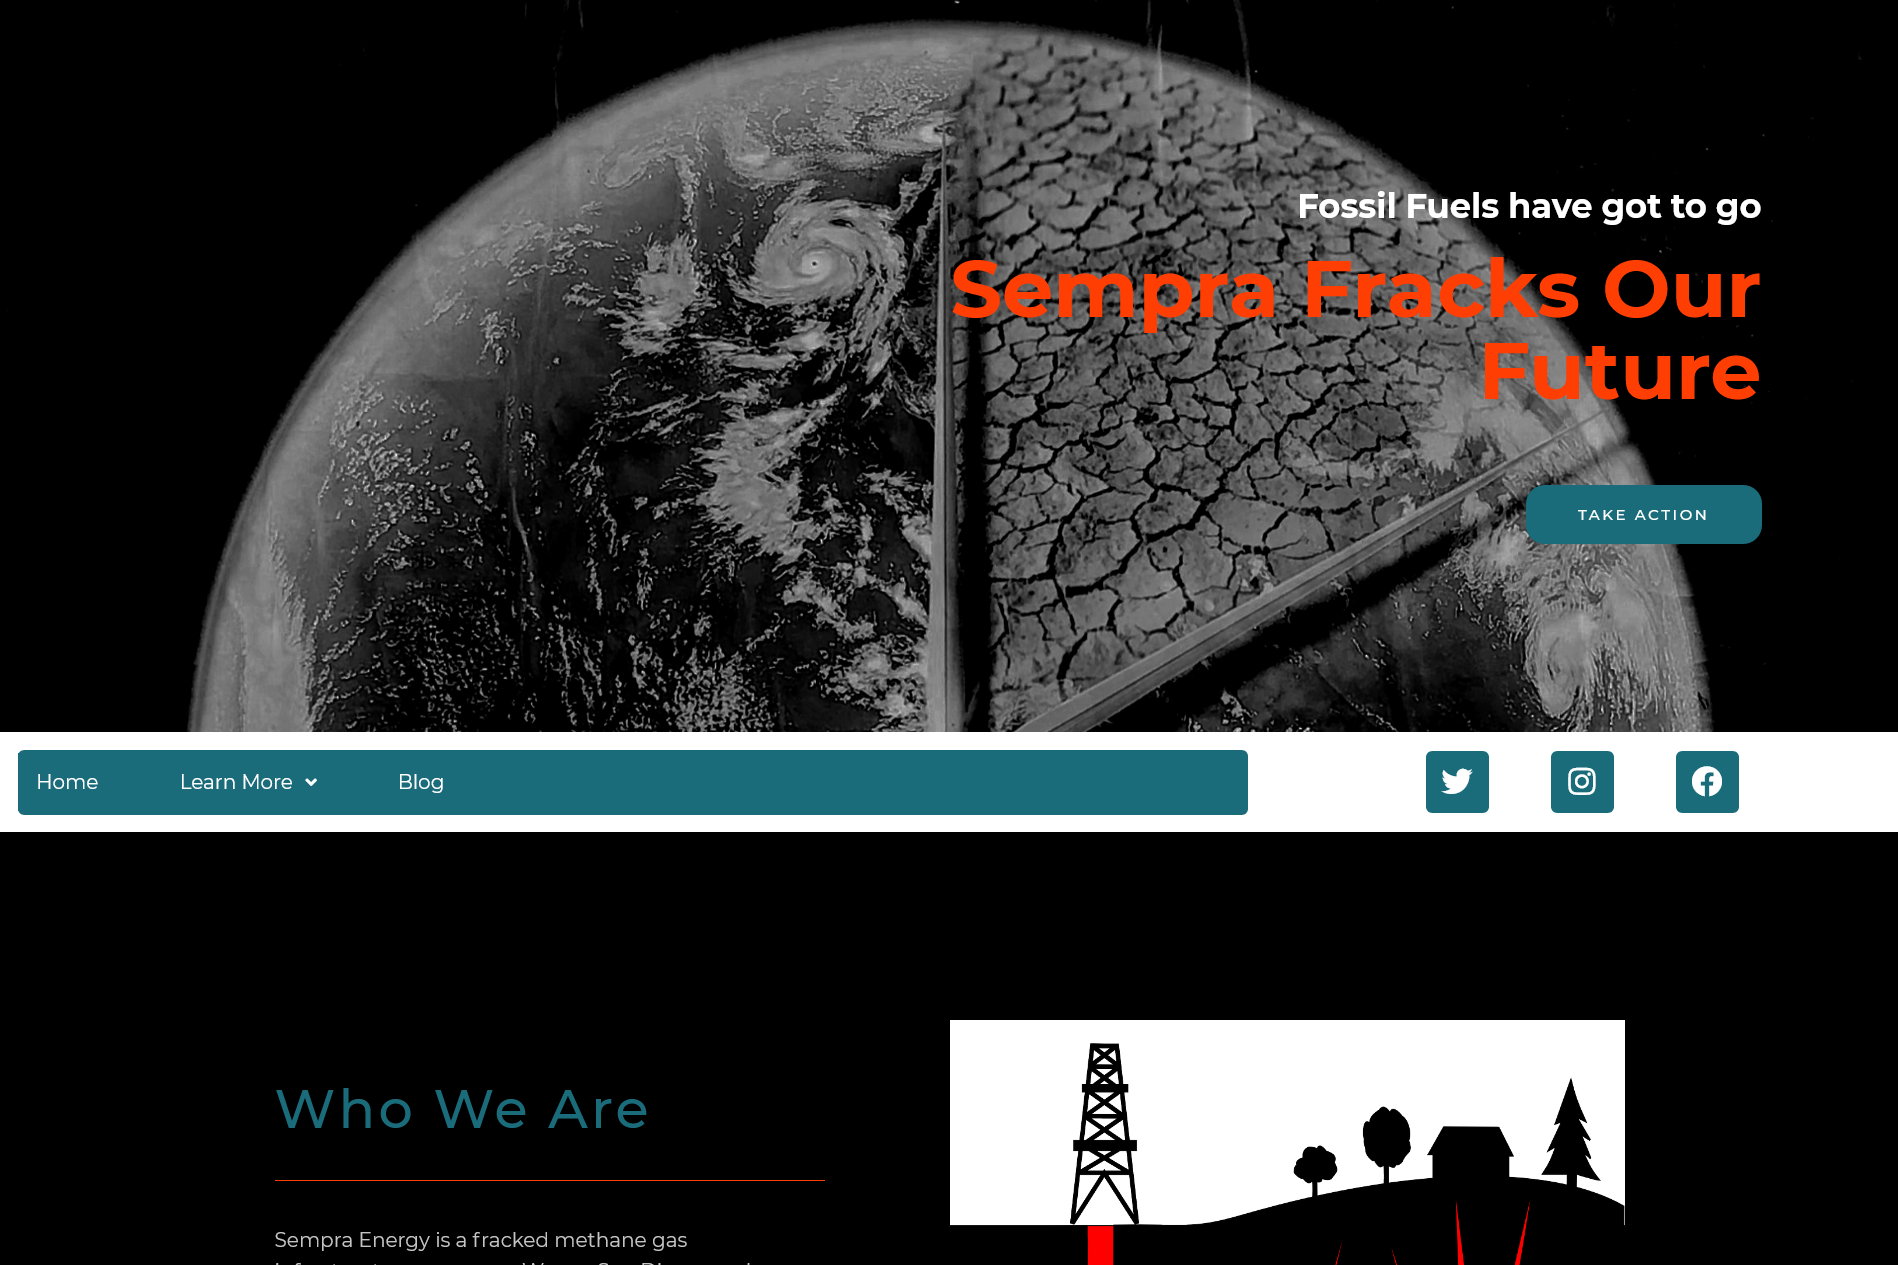 Fossil Fuels have got to go
Sempra Fracks Our
Future
TAKE ACTION
Home
Learn More
Blog
Who We Are
Sempra Energy is a fracked methane gas